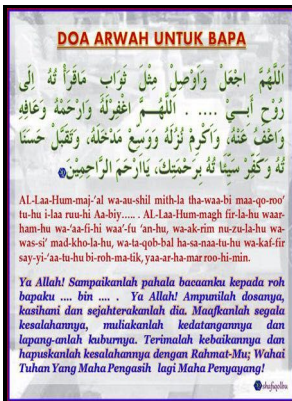 DOA ARWAH UNTUK BAPA
اَللّٰهُمَّ اجْعَلْ وَاَوْصِلْ مِثْلَ ثَوَابِ مَاقَرَأْ تُهُ اِلَى
رُوْحِ اَبِيْ .... . اَللّٰهُمَّ اغْفِرْلَهُ وَارْحَمْهُ وَعَافِهِ
وَاعْفُ عَنْهُ، وَاَكْرِمْ نُزُلَهُ وَوَسِعْ مَدْخَلَهُ، وَتَقَبَّلْ حَسَنَا
تُهُ وَكَفِّرْ سَيِّئَا تُهُ بِرَحْمَتِكَ، يَااَرْحَمَ الرَّاحِمِيْنَ
AL-Laa-Hum-maj-'al wa-au-shil mith-la tha-waa-bi maa-qo-roo'
tu-hu i-laa ruu-hi Aa-biy..... . AL-Laa-Hum-magh fir-la-hu waar-
ham-hu wa-'aa-fi-hi waa'-fu 'an-hu, wa-ak-rim nu-zu-la-hu wa-
was-si' mad-kho-la-hu, wa-ta-qob-bal ha-sa-naa-tu-hu wa-kaf-fir
say-yi-'aa-tu-hu bi-roh-ma-tik, yaa-ar-ha-mar roo-hi-min.
Ya Allah! Sampaikanlah pahala bacaanku kepada roh
bapaku .... bin .... . Ya Allah! Ampunilah dosanya,
kasihani dan sejahterakanlah dia. Maafkanlah segala
kesalahannya, muliakanlah kedatangannya dan
lapang-anlah kuburnya. Terimalah kebaikannya dan
hapuskanlah kesalahannya dengan Rahmat-Mu; Wahai
Tuhan Yang Maha Pengasih lagi Maha Penyayang!
shafiqolbu